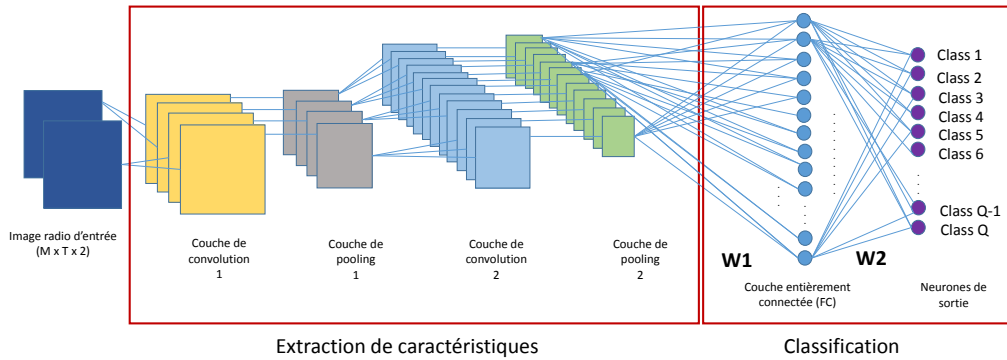 Image radio d'entrée
(M x T x 2)
Couche de
convolution
1
Couche de
pooling
1
Couche de
convolution
2
Couche de
pooling
2
W1
W2
Couche entièrement
connectée (FC)
Class 1
Class 2
Class 3
Class 4
Class 5
Class 6
Class Q-1
Class Q
Neurones de
sortie
Extraction de caractéristiques
Classification